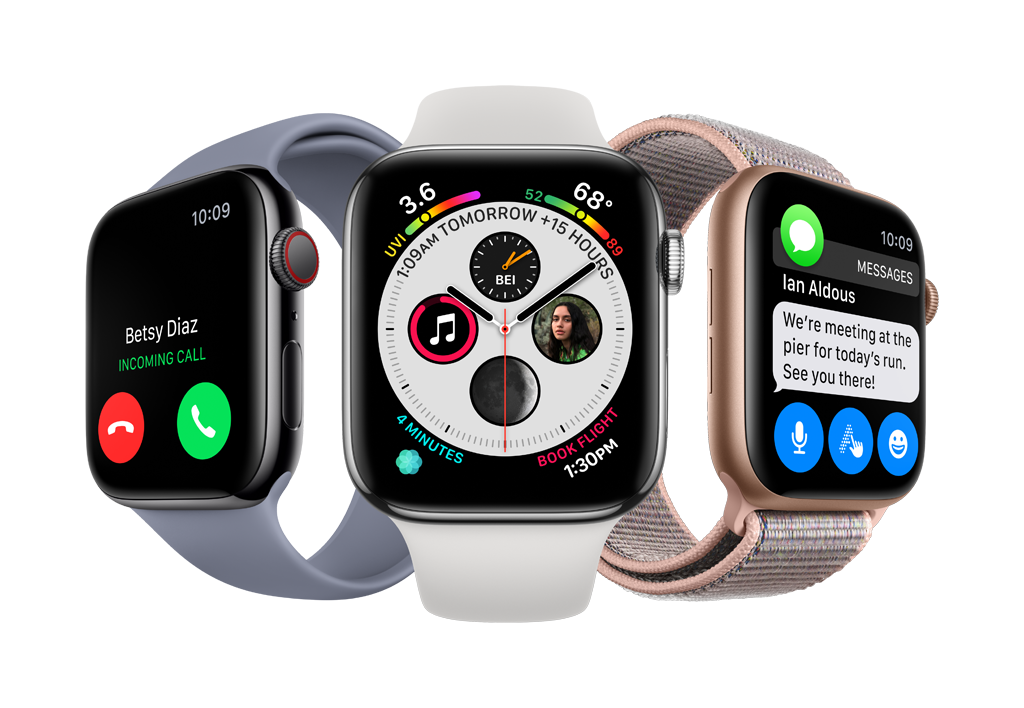 10:09
Betsy Diaz
INCOMING CALL
3.6
UVI
52
68°
89
1:09AM TOMORROW +15 HOURS
BEI
4 MINUTES
BOOK FLIGHT
1:30PM
10:09
MESSAGES
Ian Aldous
We're meeting at the
pier for today's run.
See you there!